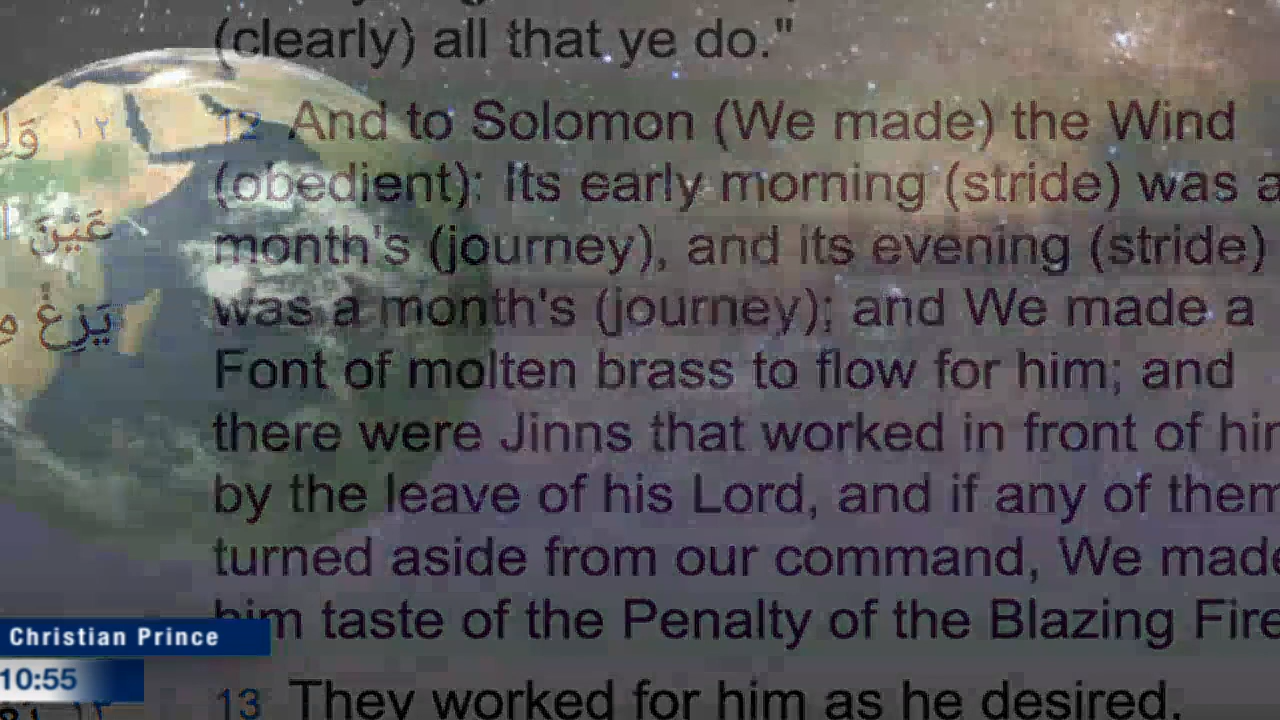 (clearly) all that ye do."
١٢
12 And to Solomon (We made) the Wind
(obedient): Its early morning (stride) was a
عَيْنَ
month's (journey), and its evening (stride)
يَزِغْ
was a month's (journey); and We made a
Font of molten brass to flow for him; and
there were Jinns that worked in front of
by the leave of his Lord, and if any of them
turned aside from our command, We made
him taste of the Penalty of the Blazing Fire
Christian Prince
10:55
13 They worked for him as he desired,